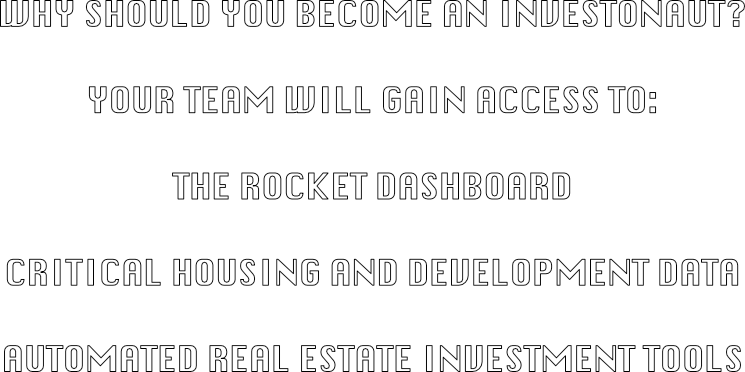 WHY SHOULD YOU BECOME AN INVESTONAUT?
YOUR TEAM WILL GAIN ACCESS TO:
THE ROCKET DASHBOARD
CRITICAL HOUSING AND DEVELOPMENT DATA
AUTOMATED REAL ESTATE INVESTMENT TOOLS